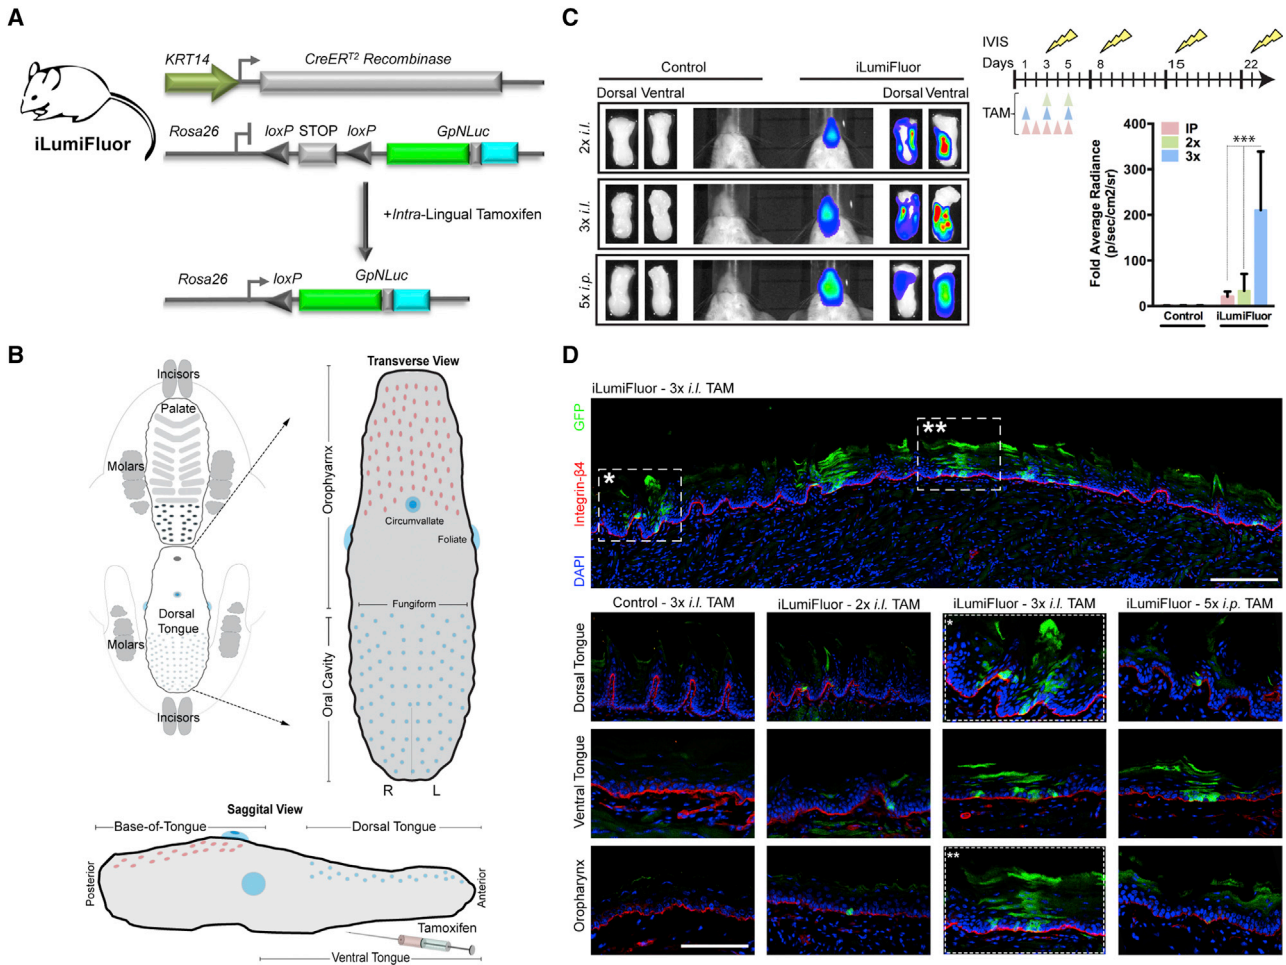 A
KRT14
CreER^T2 Recombinase
iLumiFluor
Rosa26
loxP STOP loxP
GpNLuc
+Intra-Lingual Tamoxifen
Rosa26
loxP
GpNLuc
B
Incisors
Palate
Molars
Dorsal
Tongue
Molars
Incisors
Transverse View
Orophyarnx
Circumvallate
Foliate
Fungiform
Oral Cavity
R L
Saggital View
Base-of-Tongue
Dorsal Tongue
Posterior
Anterior
Tamoxifen
Ventral Tongue
C
Control
iLumiFluor
Dorsal Ventral
Dorsal Ventral
2x i.l.
3x i.l.
5x i.p.
IVIS
Days 1 3 5 8 15 22
TAM
Fold Average Radiance
(p/sec/cm2/sr)
400
300
200
100
0
IP
2x
3x
***
Control iLumiFluor
D
iLumiFluor - 3x i.l. TAM
GFP
Integrin-β4
DAPI
*
**
Control - 3x i.l. TAM
iLumiFluor - 2x i.l. TAM
iLumiFluor - 3x i.l. TAM
iLumiFluor - 5x i.p. TAM
Dorsal Tongue
*
Ventral Tongue
Oropharynx
**